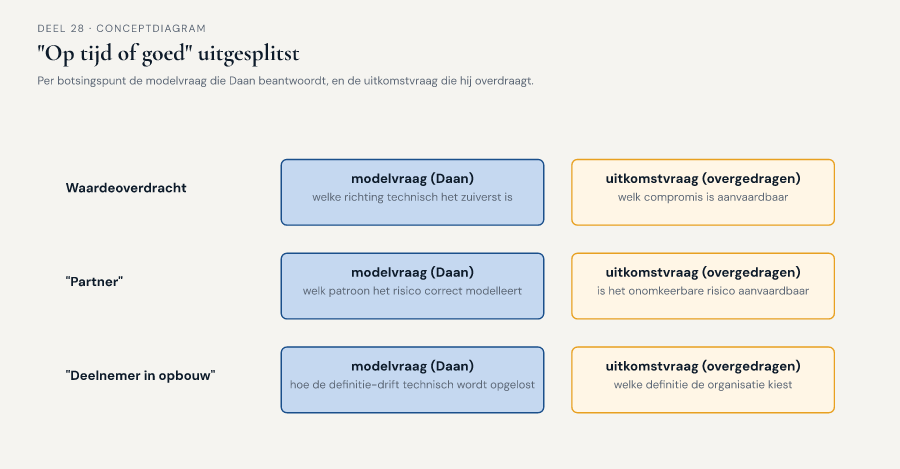 DEEL 28 · CONCEPTDIAGRAM
"Op tijd of goed" uitgesplitst
Per botsingspunt de modelvraag die Daan beantwoordt, en de uitkomstvraag die hij overdraagt.
Waardeoverdracht
modelvraag (Daan)
welke richting technisch het zuiverst is
uitkomstvraag (overgedragen)
welk compromis is aanvaardbaar
"Partner"
modelvraag (Daan)
welk patroon het risico correct modelleert
uitkomstvraag (overgedragen)
is het onomkeerbare risico aanvaardbaar
"Deelnemer in opbouw"
modelvraag (Daan)
hoe de definitie-drift technisch wordt opgelost
uitkomstvraag (overgedragen)
welke definitie de organisatie kiest